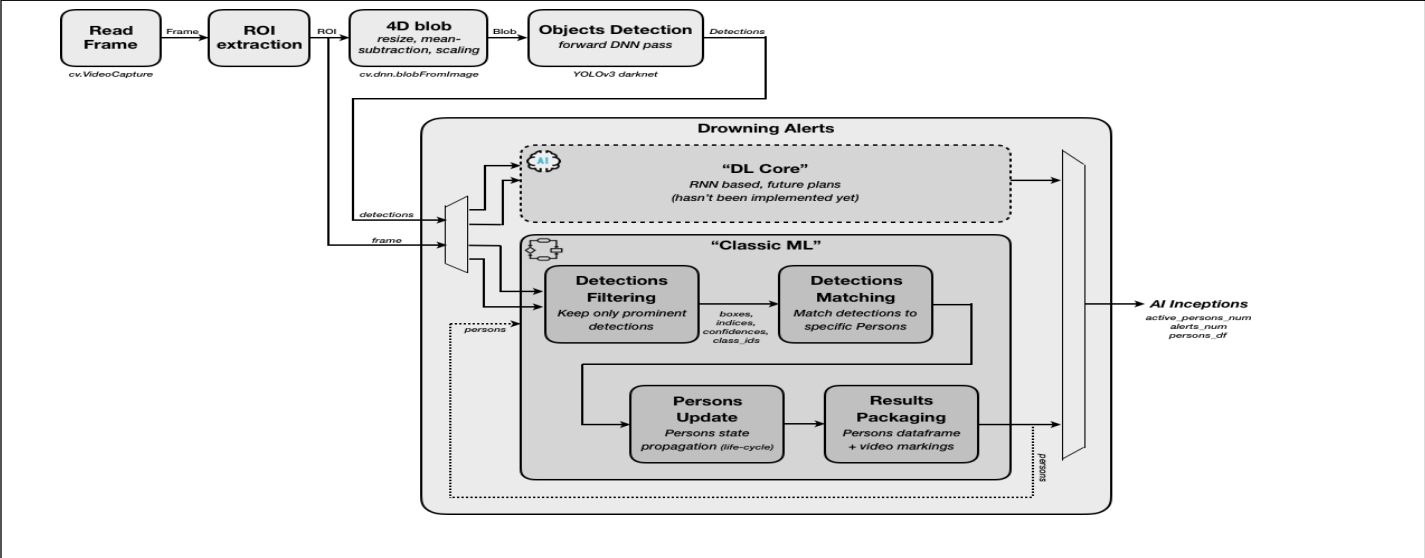 Read
Frame
cv.VideoCapture
Frame
ROI
extraction
ROI
4D blob
resize, mean-
subtraction, scaling
cv.dnn.blobFromImage
Blob
Objects Detection
forward DNN pass
YOLOv3 darknet
Detections
Drowning Alerts
AI
“DL Core”
RNN based, future plans
(hasn’t been implemented yet)
detections
frame
“Classic ML”
Detections
Filtering
Keep only prominent
detections
boxes,
indices,
confidences,
class_ids
Detections
Matching
Match detections to
specific Persons
persons
Persons
Update
Persons state
propagation (life-cycle)
Results
Packaging
Persons dataframe
+ video markings
persons
AI Inceptions
active_persons_num
alerts_num
persons_df